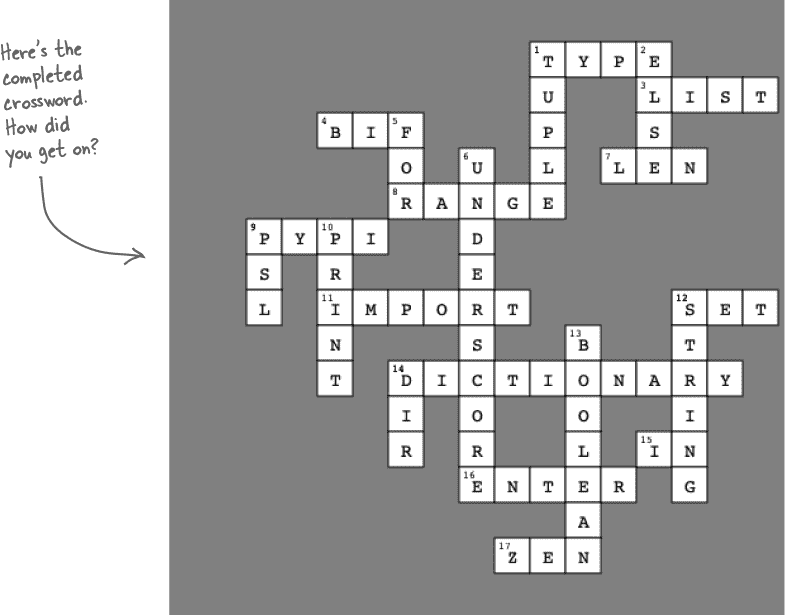 Here's the
completed
crossword.
How did
you get on?
1 T Y P 2 E
U 3 L I S T
4 B I 5 F P S
O 6 U L 7 L E N
8 R A N G E
9 P Y 10 P I D
S R E
L 11 I M P O R T 12 S E T
N S 13 B T
T 14 D I C T I O N A R Y
I O O I
R R L 15 I N
16 E N T E R G
A
17 Z E N